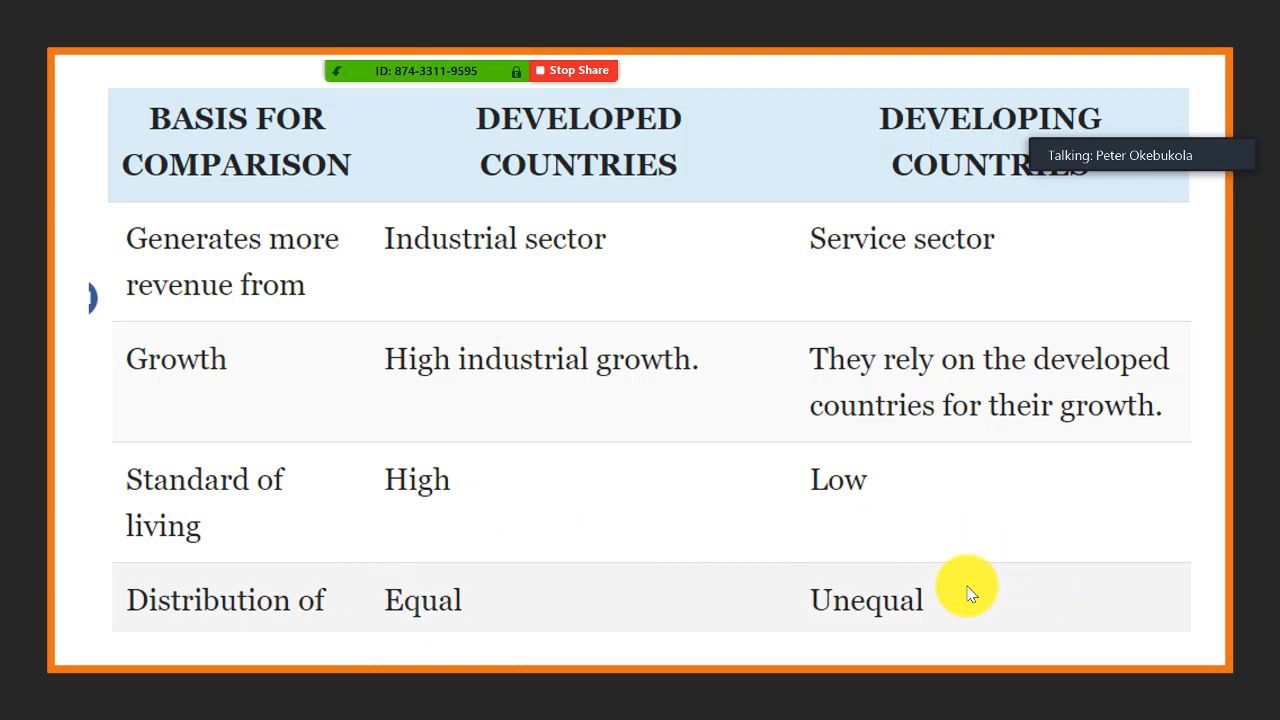 ID: 874-3311-9595 Stop Share
BASIS FOR COMPARISON
DEVELOPED COUNTRIES
DEVELOPING COUNTRIES
Talking: Peter Okebukola
Generates more revenue from
Industrial sector
Service sector
Growth
High industrial growth.
They rely on the developed
countries for their growth.
Standard of living
High
Low
Distribution of
Equal
Unequal